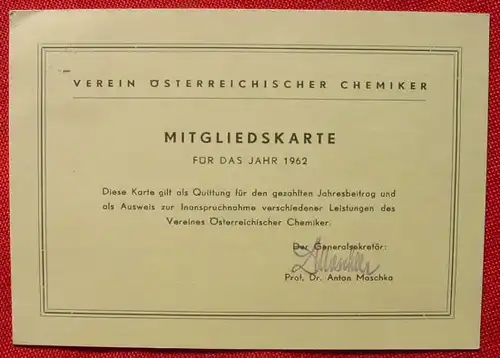 VEREIN ÖSTERREICHISCHER CHEMIKER
MITGLIEDSKARTE
FÜR DAS JAHR 1962
Diese Karte gilt als Quittung für den gezahlten Jahresbeitrag und
als Ausweis zur Inanspruchnahme verschiedener Leistungen des
Vereines Österreichischer Chemiker.
Der Generalsekretär:
Prof. Dr. Anton Maschka